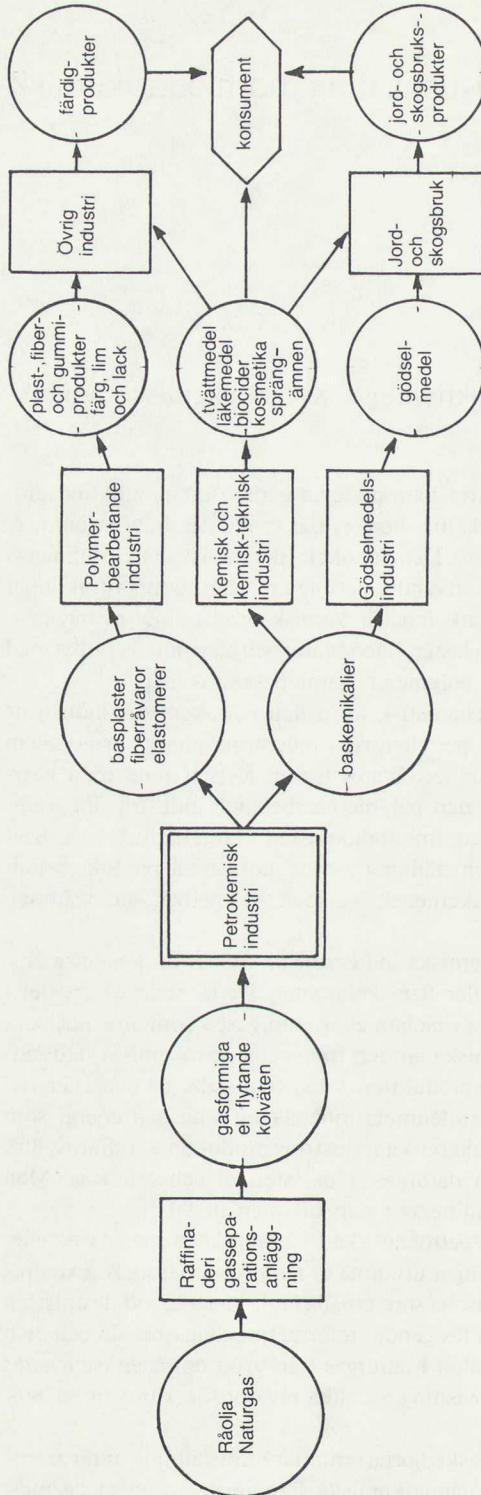 Råolja
Naturgas
Raffina-
deri
gassepa-
rations-
anlägg-
ning
gasformiga
el. flytande
kolväten
Petrokemisk
industri
basplaster
fiberråvaror
elastomerer
baskemikalier
Polymer-
bearbetande
industri
Kemisk och
kemisk-teknisk
industri
Gödselmedels-
industri
plast-,fiber-
och gummi-
produkter
färg, lim
och lack
tvättmedel
läkemedel
biocider
kosmetika
spräng-
ämnen
gödsel-
medel
Övrig
industri
Jord-
och
skogsbruk
färdig-
produkter
konsument
jord- och
skogsbruks-
produkter